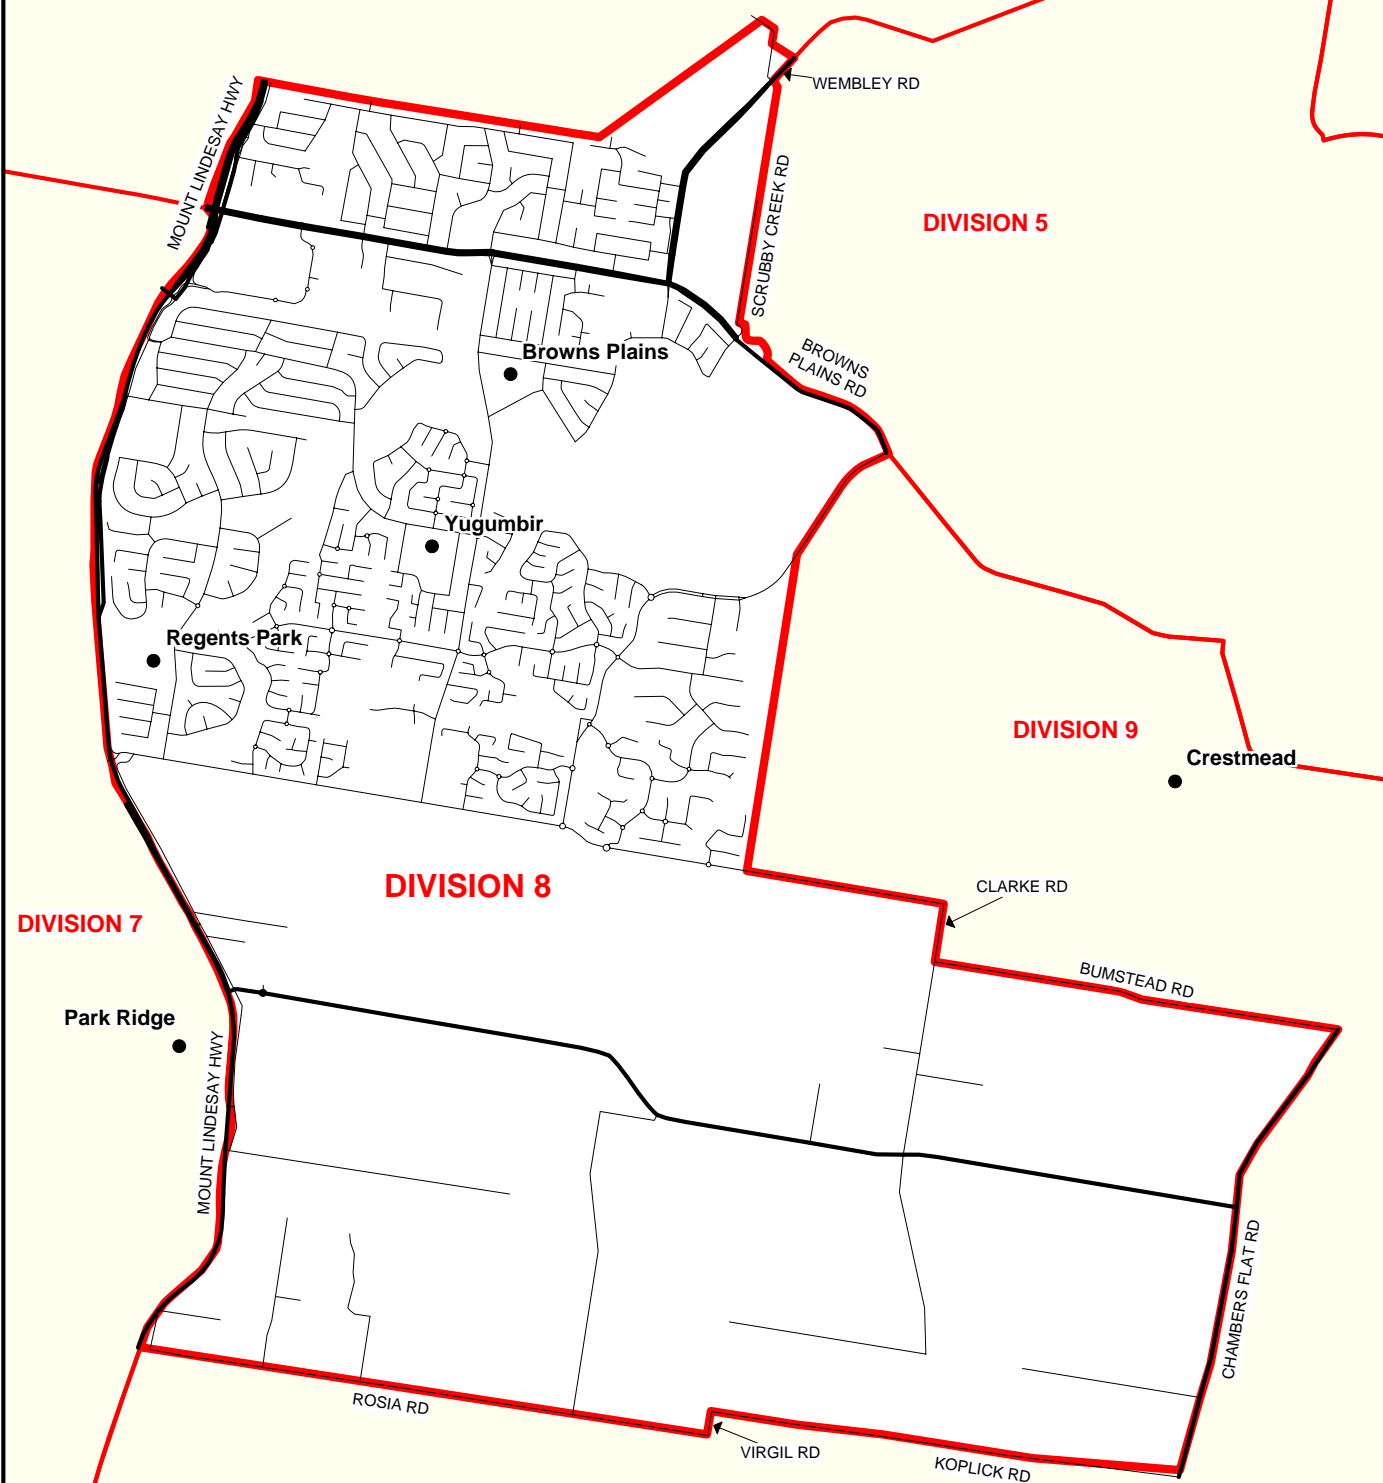 WEMBLEY RD
MOUNT LINDESAY HWY
SCRUBBY CREEK RD
DIVISION 5
Browns Plains
BROWNS
PLAINS RD
Yugumbir
Regents Park
DIVISION 9
Crestmead
DIVISION 8
CLARKE RD
DIVISION 7
BUMSTEAD RD
Park Ridge
MOUNT LINDESAY HWY
CHAMBERS FLAT RD
ROSIA RD
VIRGIL RD
KOPLICK RD